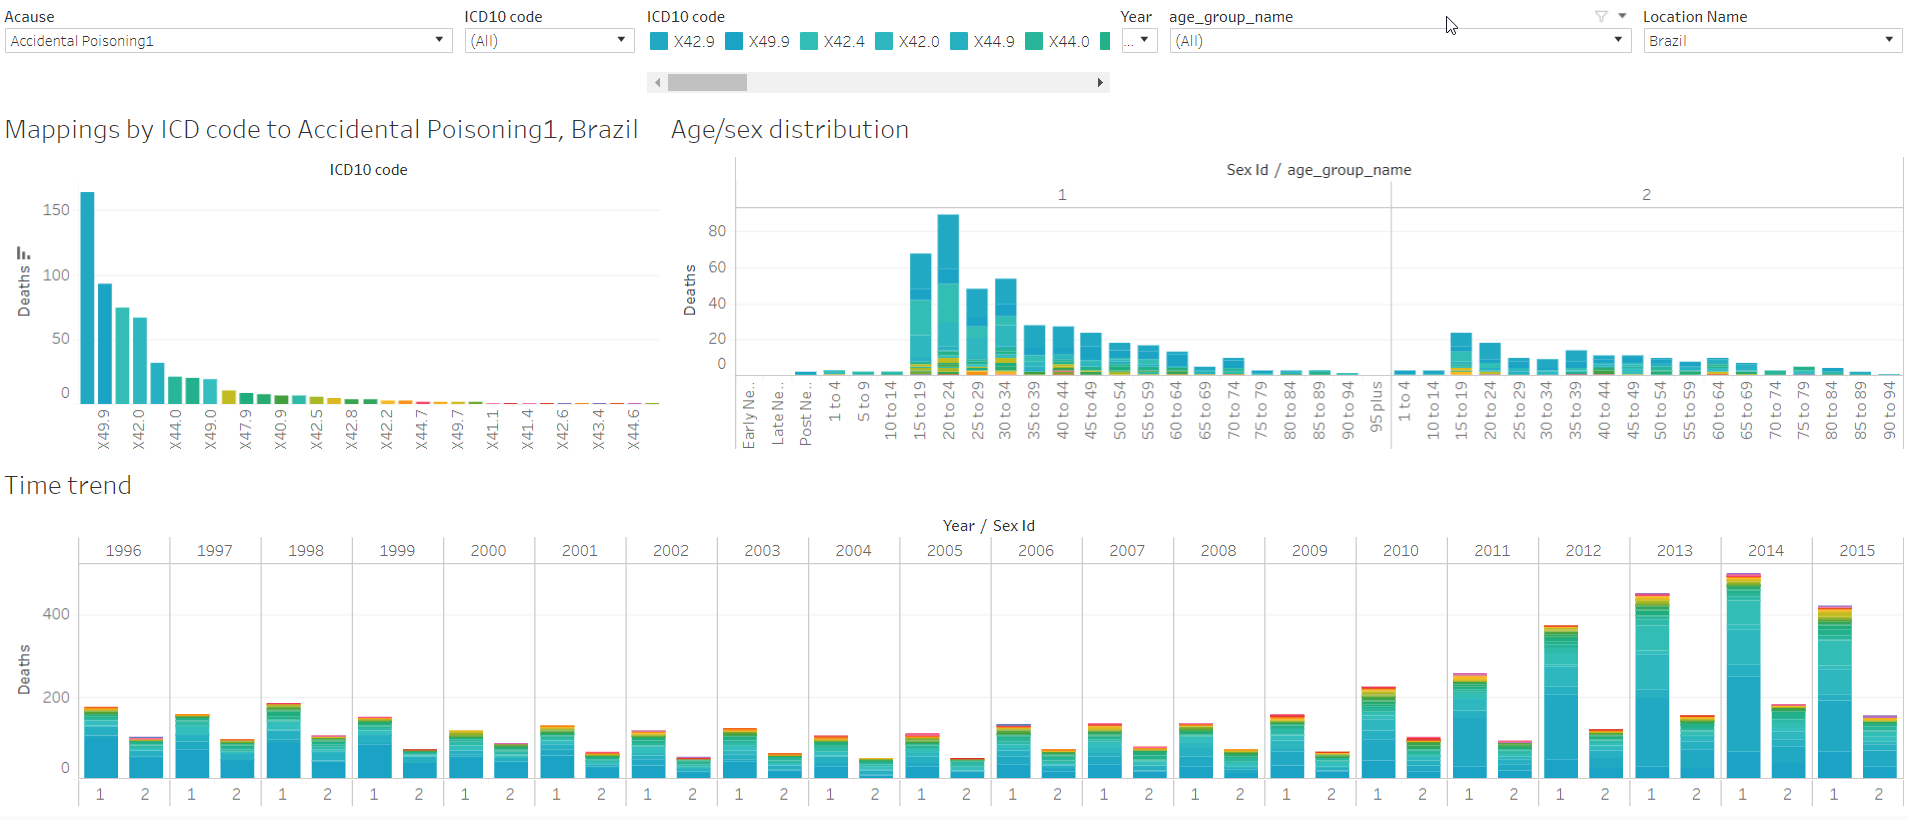 Acause
Accidental Poisoning1
ICD10 code
(All)
ICD10 code
X42.9 X49.9 X42.4 X42.0 X44.9 X44.0
Year
...
age_group_name
(All)
Location Name
Brazil
Mappings by ICD code to Accidental Poisoning1, Brazil
ICD10 code
Deaths
150
100
50
0
X49.9 X42.0 X44.0 X49.0 X47.9 X40.9 X42.5 X42.8 X42.2 X44.7 X49.7 X41.1 X41.4 X42.6 X43.4 X44.6
Age/sex distribution
Sex Id / age_group_name
1 2
Deaths
80
60
40
20
0
Early Ne.. Late Ne.. Post Ne.. 1 to 4 5 to 9 10 to 14 15 to 19 20 to 24 25 to 29 30 to 34 35 to 39 40 to 44 45 to 49 50 to 54 55 to 59 60 to 64 65 to 69 70 to 74 75 to 79 80 to 84 85 to 89 90 to 94 95 plus 1 to 4 10 to 14 15 to 19 20 to 24 25 to 29 30 to 34 35 to 39 40 to 44 45 to 49 50 to 54 55 to 59 60 to 64 65 to 69 70 to 74 75 to 79 80 to 84 85 to 89 90 to 94
Time trend
Year / Sex Id
1996 1997 1998 1999 2000 2001 2002 2003 2004 2005 2006 2007 2008 2009 2010 2011 2012 2013 2014 2015
Deaths
400
200
0
1 2 1 2 1 2 1 2 1 2 1 2 1 2 1 2 1 2 1 2 1 2 1 2 1 2 1 2 1 2 1 2 1 2 1 2 1 2 1 2